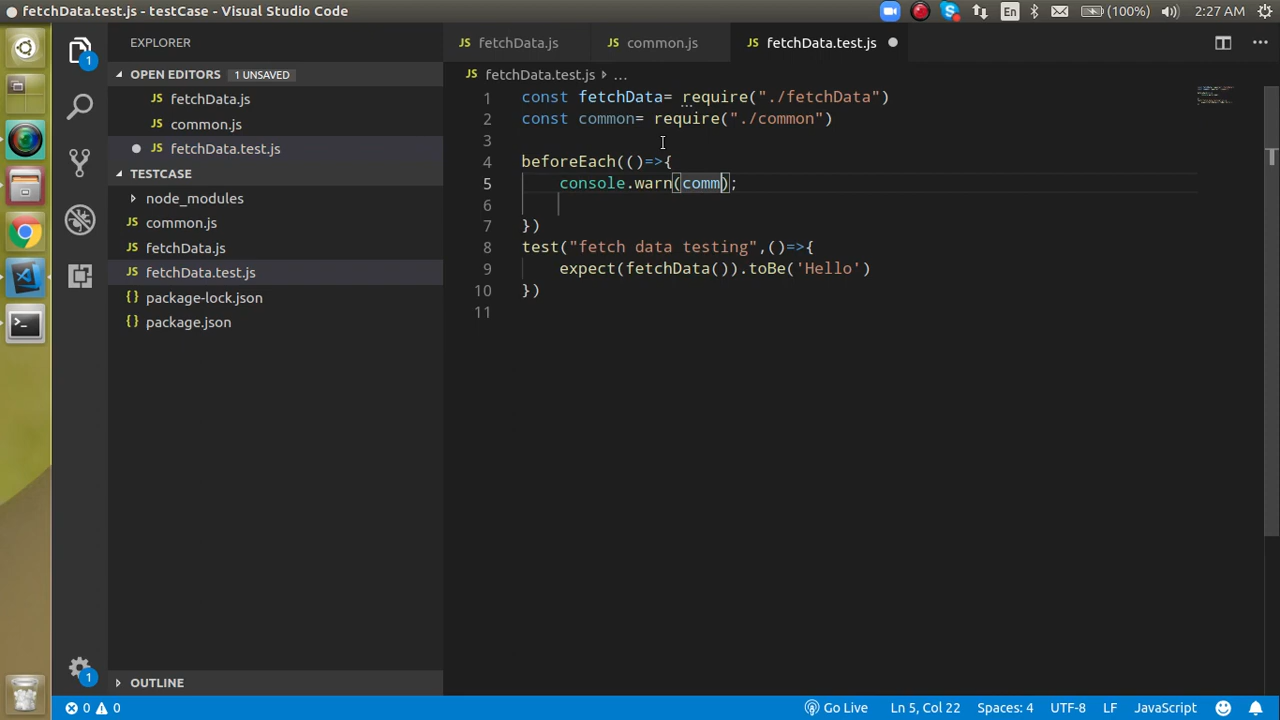 fetchData.test.js - testCase - Visual Studio Code
En
(100%)
2:27 AM
EXPLORER
fetchData.js
common.js
fetchData.test.js
1
OPEN EDITORS
1 UNSAVED
fetchData.js
common.js
fetchData.test.js
TESTCASE
node_modules
common.js
fetchData.js
fetchData.test.js
package-lock.json
package.json
OUTLINE
1
fetchData.test.js › ...
1 const fetchData= require("./fetchData")
2 const common= require("./common")
3
4 beforeEach(()=>{
5 console.warn(comm);
6
7 })
8 test("fetch data testing",()=>{
9 expect(fetchData()).toBe('Hello')
10 })
11
0 0
Go Live
Ln 5, Col 22
Spaces: 4
UTF-8
LF
JavaScript